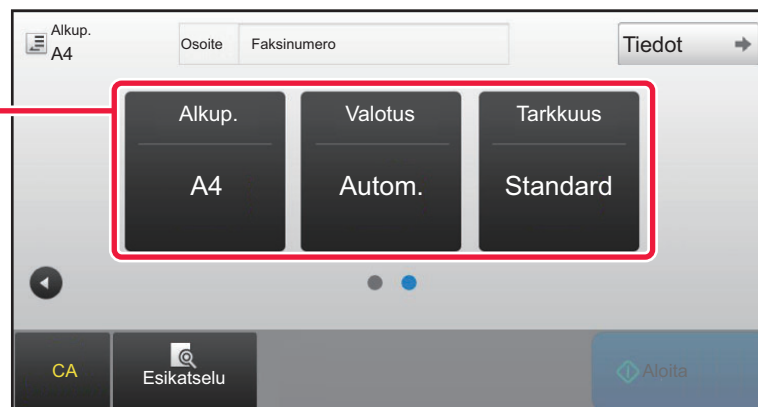 Alkup.
A4
Osoite Faksinumero
Tiedot
Alkup. Valotus Tarkkuus
A4 Autom. Standard
CA
Esikatselu
Aloita